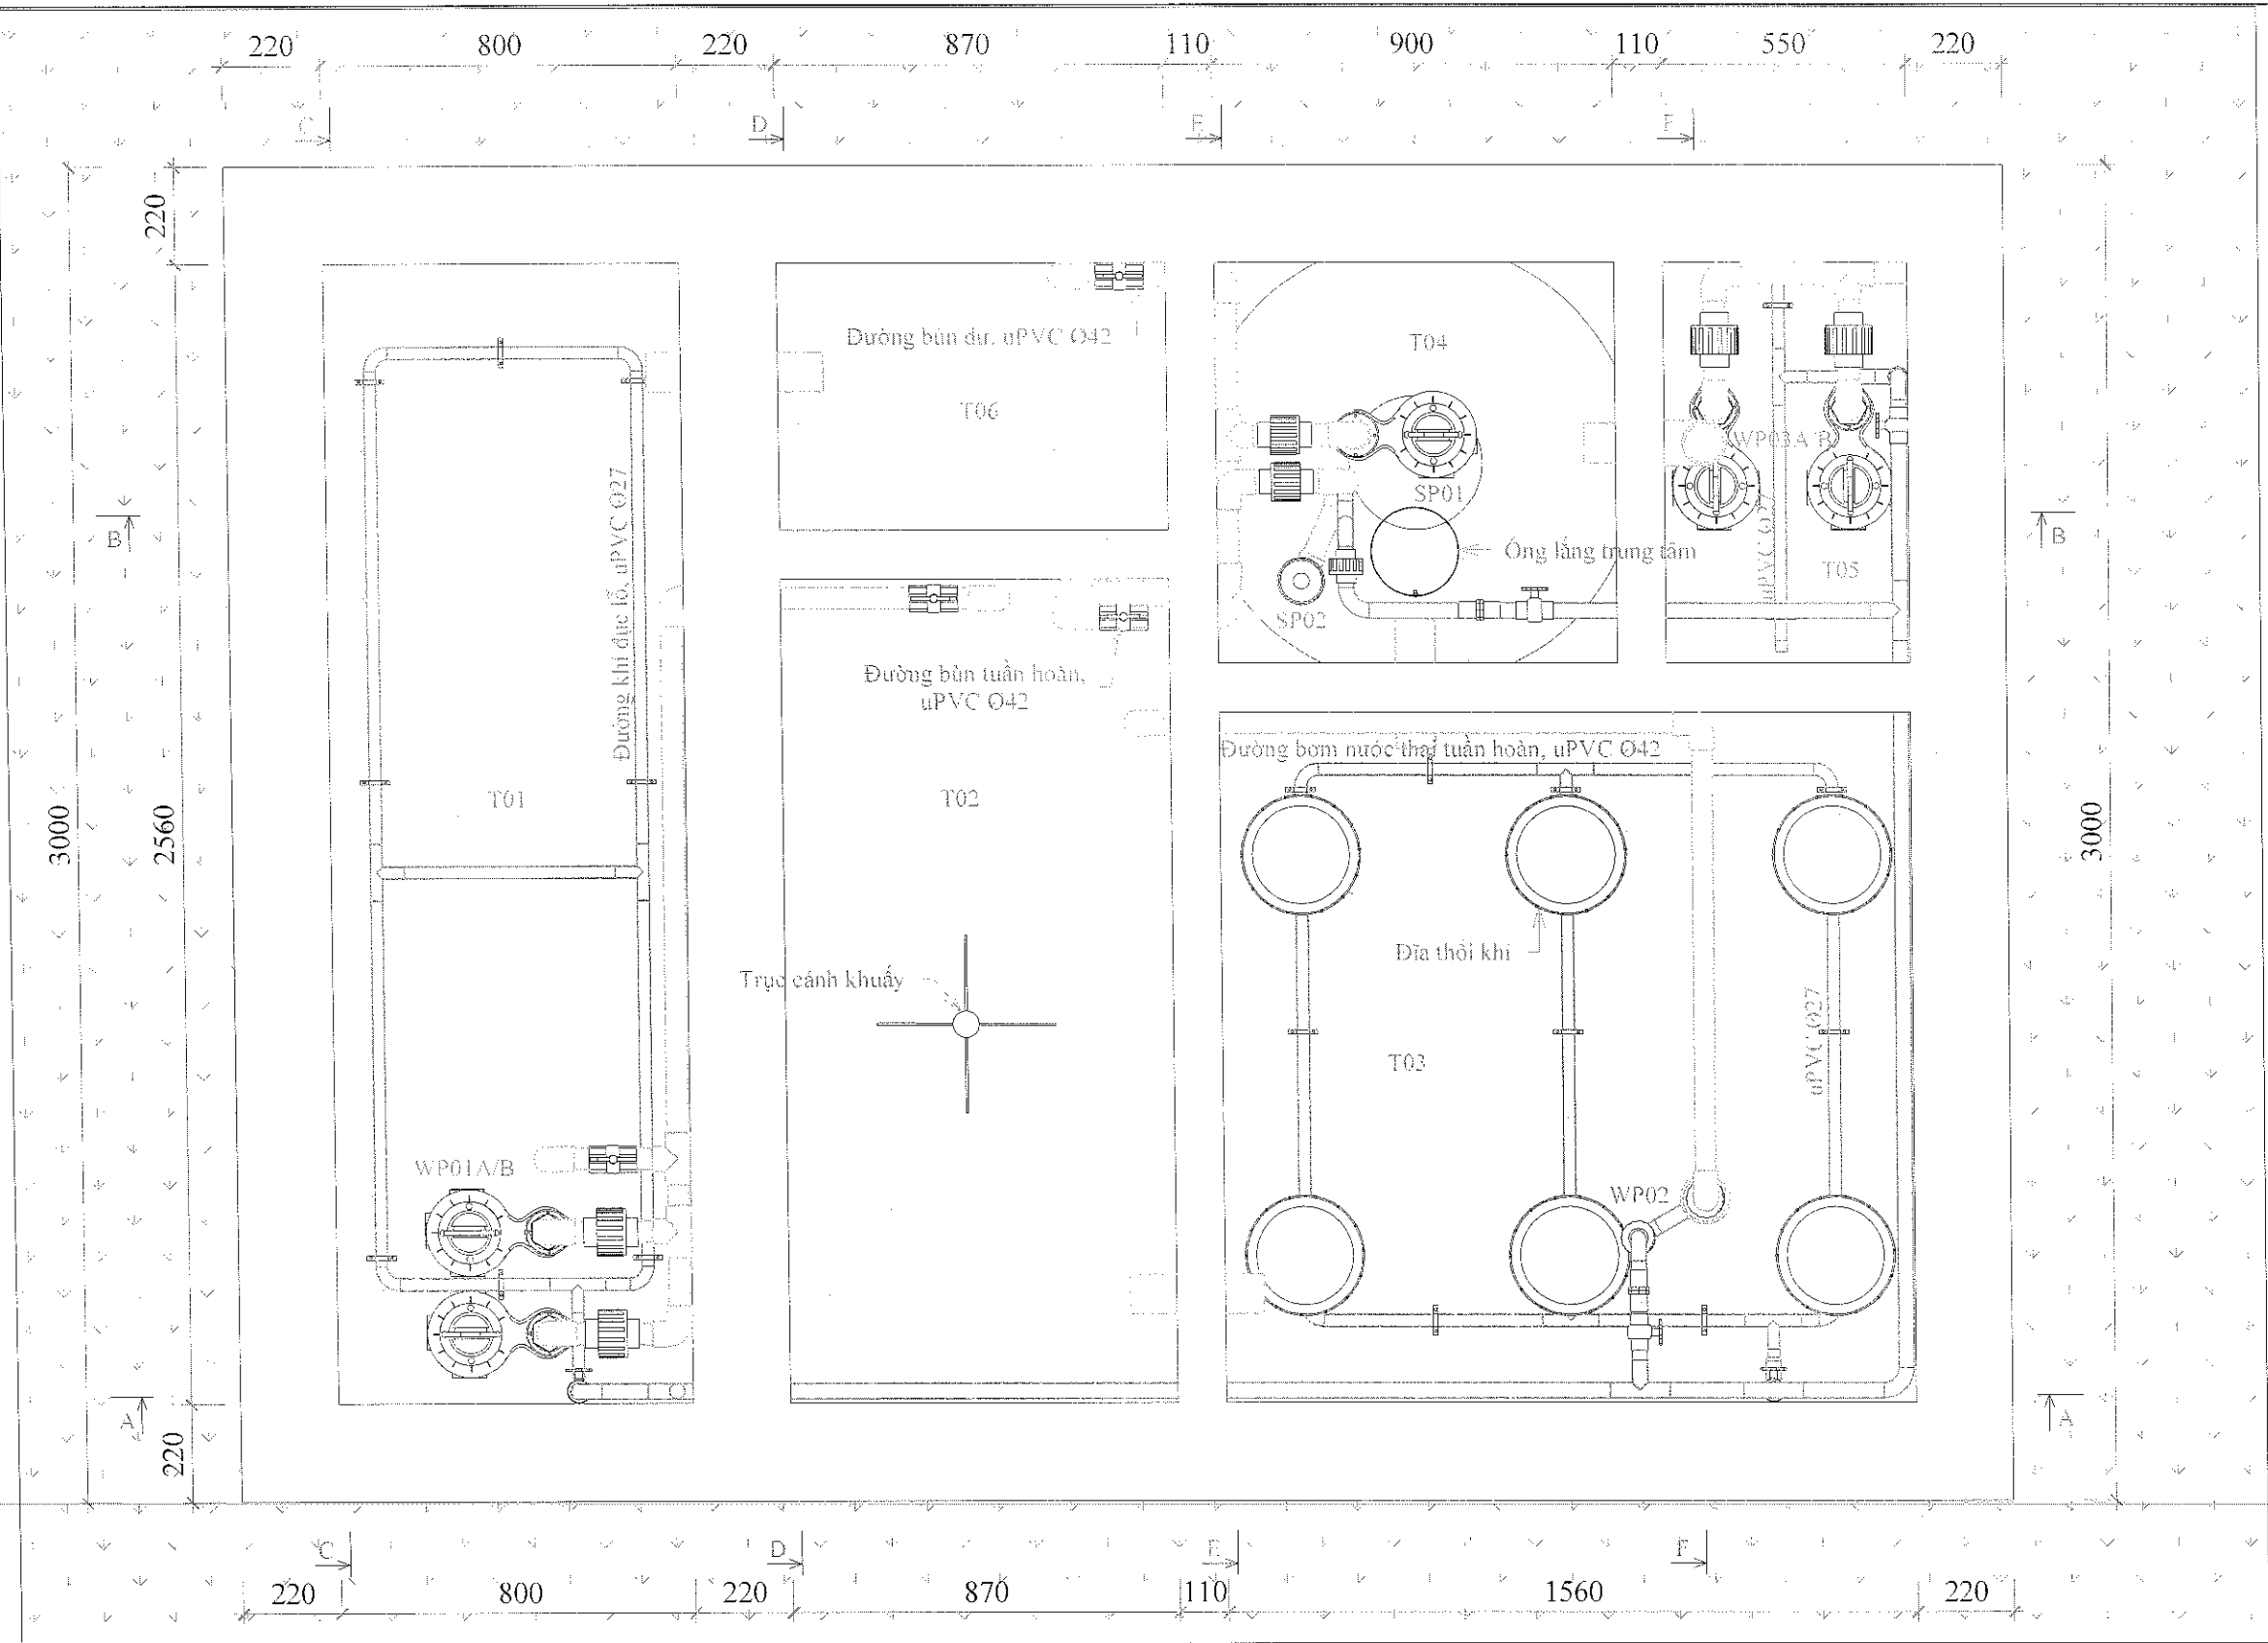 220 800 220 870 110 900 110 550 220
C D E F
220
Đường bùn dư, uPVC Ø42
T04
T06
WP03A/B
SP01
Đường khí đục lỗ, uPVC Ø27
B B
Ống lắng trung tâm
uPVC Ø27
T05
SP02
Đường bùn tuần hoàn,
uPVC Ø42
Đường bơm nước thải tuần hoàn, uPVC Ø42
T01
T02
3000 2560 3000
Đĩa thổi khí
Trục cánh khuấy
uPVC Ø27
T03
WP01A/B
WP02
A A
220
C D E F
220 800 220 870 110 1560 220